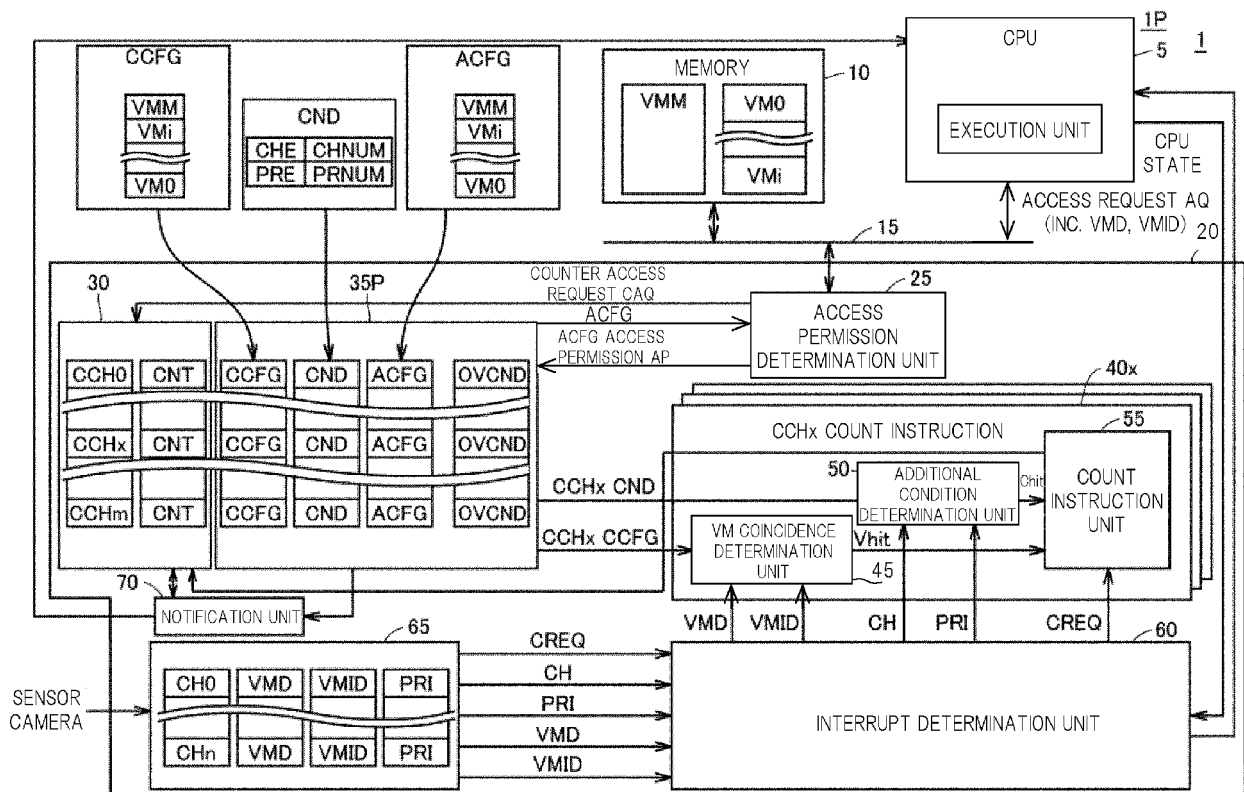 CCFG
VMM
VMi
VM0
CND
CHE CHNUM
PRE PRNUM
ACFG
VMM
VMi
VM0
MEMORY
10
VMM
VM0
VMi
CPU
1P
5
1
EXECUTION UNIT
CPU
STATE
ACCESS REQUEST AQ
(INC. VMD, VMID)
15
20
30
35P
COUNTER ACCESS
REQUEST CAQ
ACFG
ACFG ACCESS
PERMISSION AP
25
ACCESS
PERMISSION
DETERMINATION UNIT
CCH0 CNT CCFG CND ACFG OVCND
CCHx CNT CCFG CND ACFG OVCND
CCHm CNT CCFG CND ACFG OVCND
40x
CCHx COUNT INSTRUCTION
55
COUNT
INSTRUCTION
UNIT
50
ADDITIONAL
CONDITION
DETERMINATION UNIT
Chit
CCHx CND
CCHx CCFG
VM COINCIDENCE
DETERMINATION
UNIT
45
Vhit
70
NOTIFICATION UNIT
VMD
VMID
CH
PRI
CREQ
65
60
SENSOR
CAMERA
CH0 VMD VMID PRI
CHn VMD VMID PRI
CREQ
CH
PRI
VMD
VMID
INTERRUPT DETERMINATION UNIT